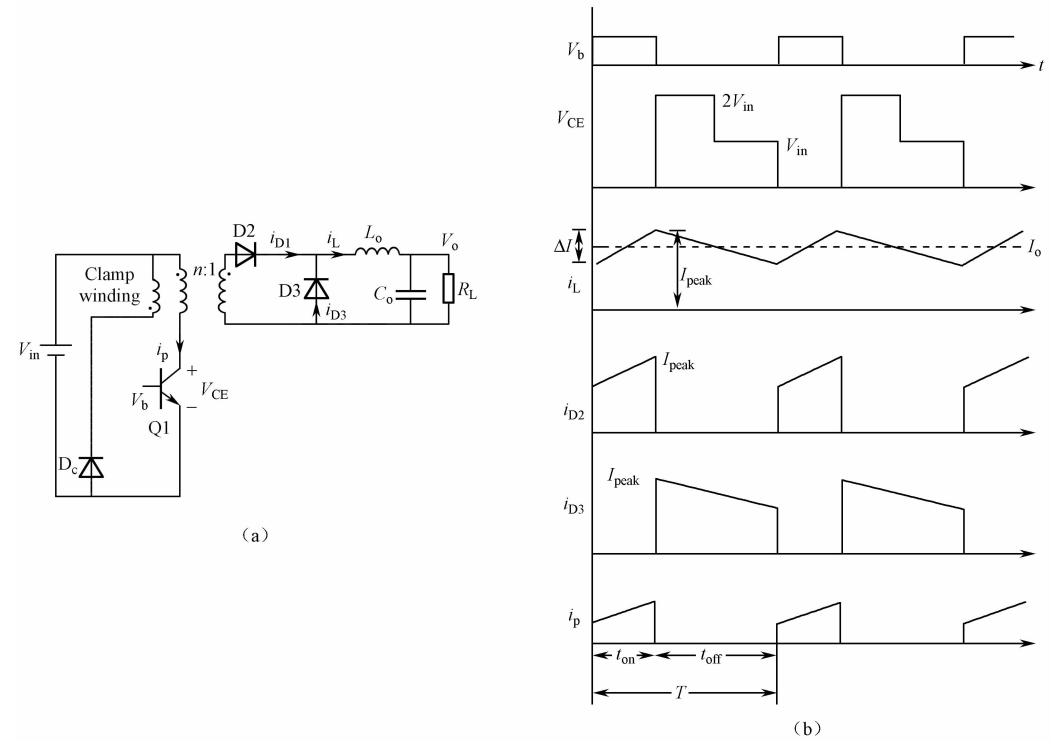 D2
i_D1
i_L
L_o
V_o
n:1
Clamp
winding
D3
i_D3
C_o
R_L
V_in
i_p
+
V_CE
V_b
−
Q1
D_c
(a)
V_b
t
V_CE
2V_in
V_in
ΔI
I_o
i_L
I_peak
I_peak
i_D2
I_peak
i_D3
i_p
t_on
t_off
T
(b)